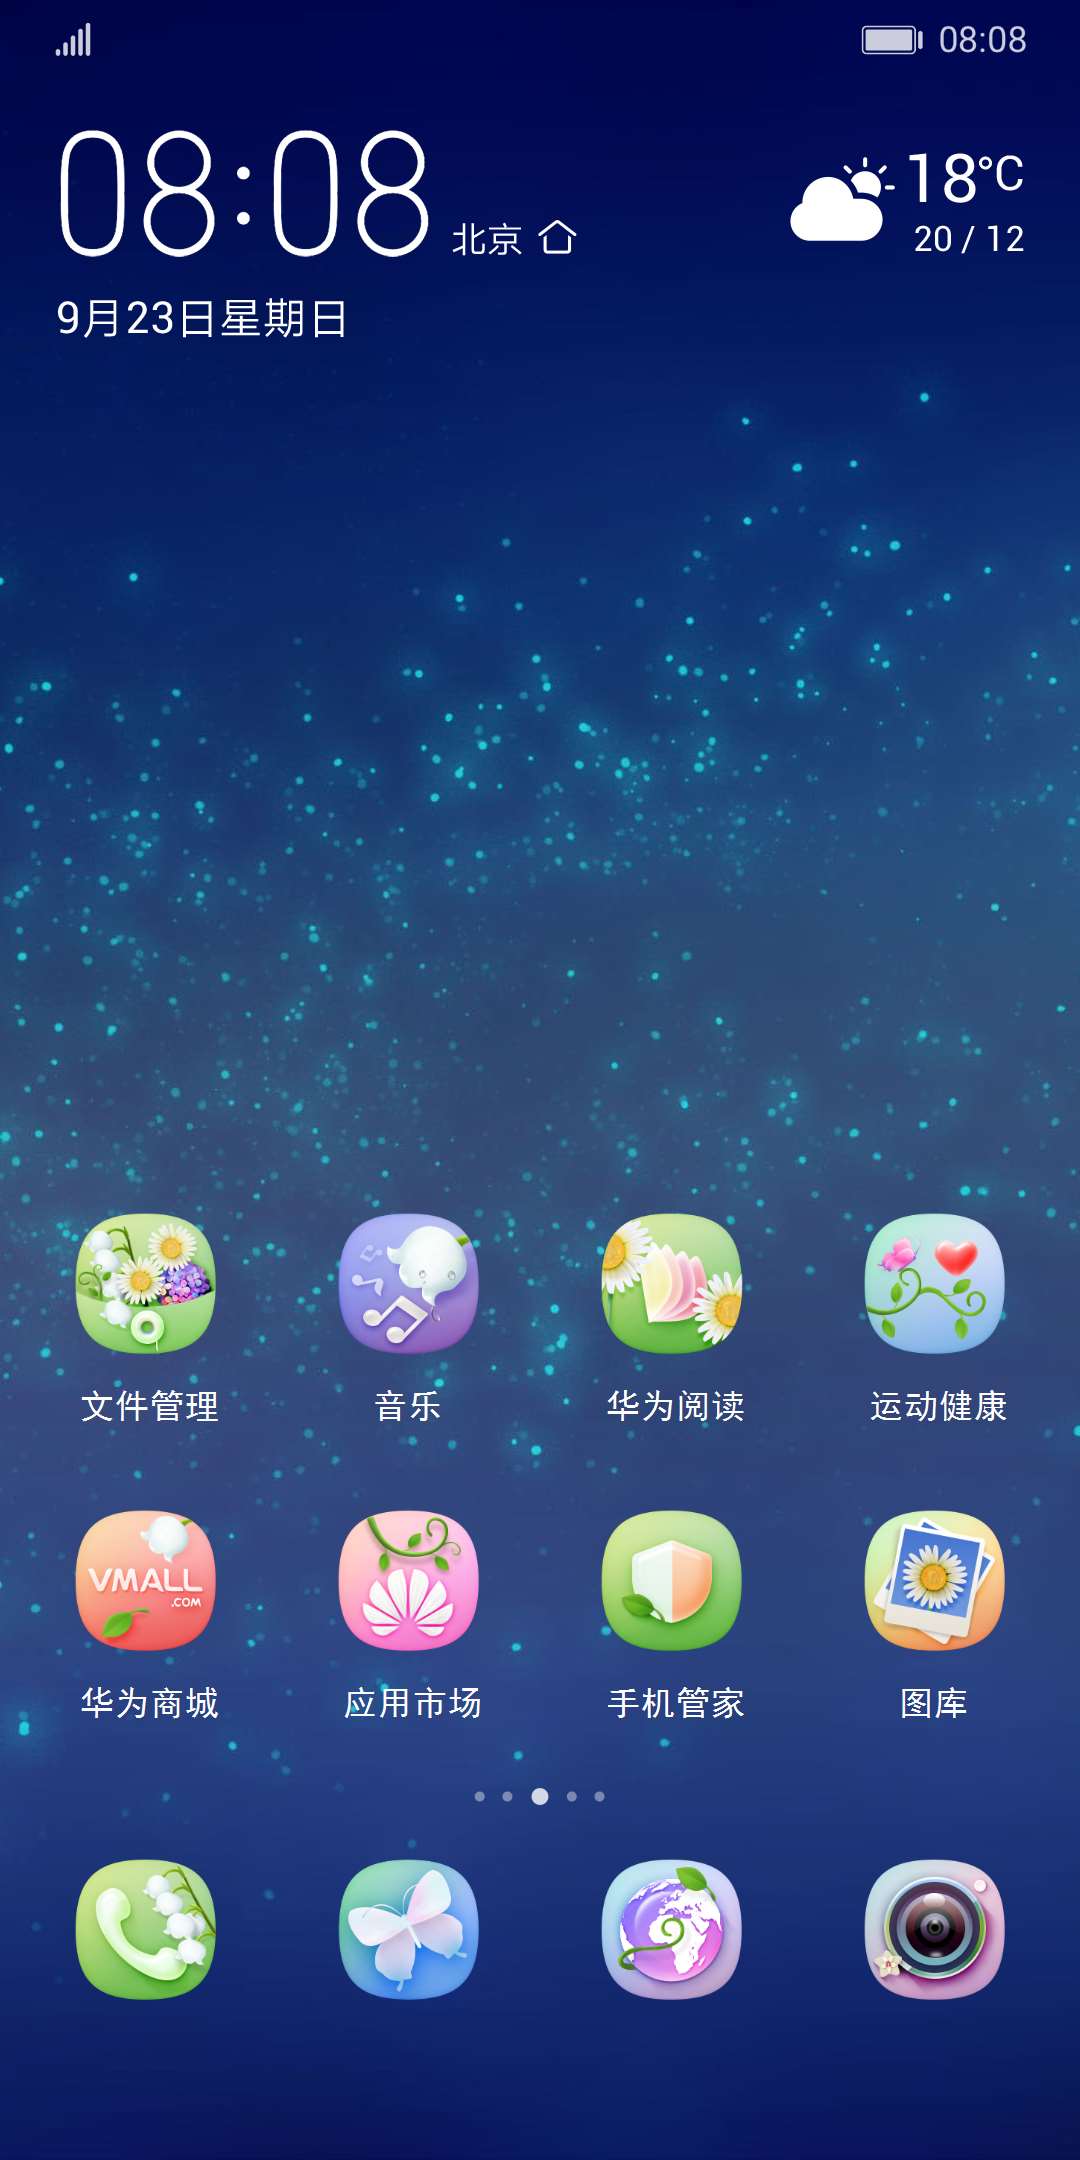 08:08
08:08 北京
18°C
20 / 12
9月23日星期日
文件管理 音乐 华为阅读 运动健康
VMALL
.COM
华为商城 应用市场 手机管家 图库